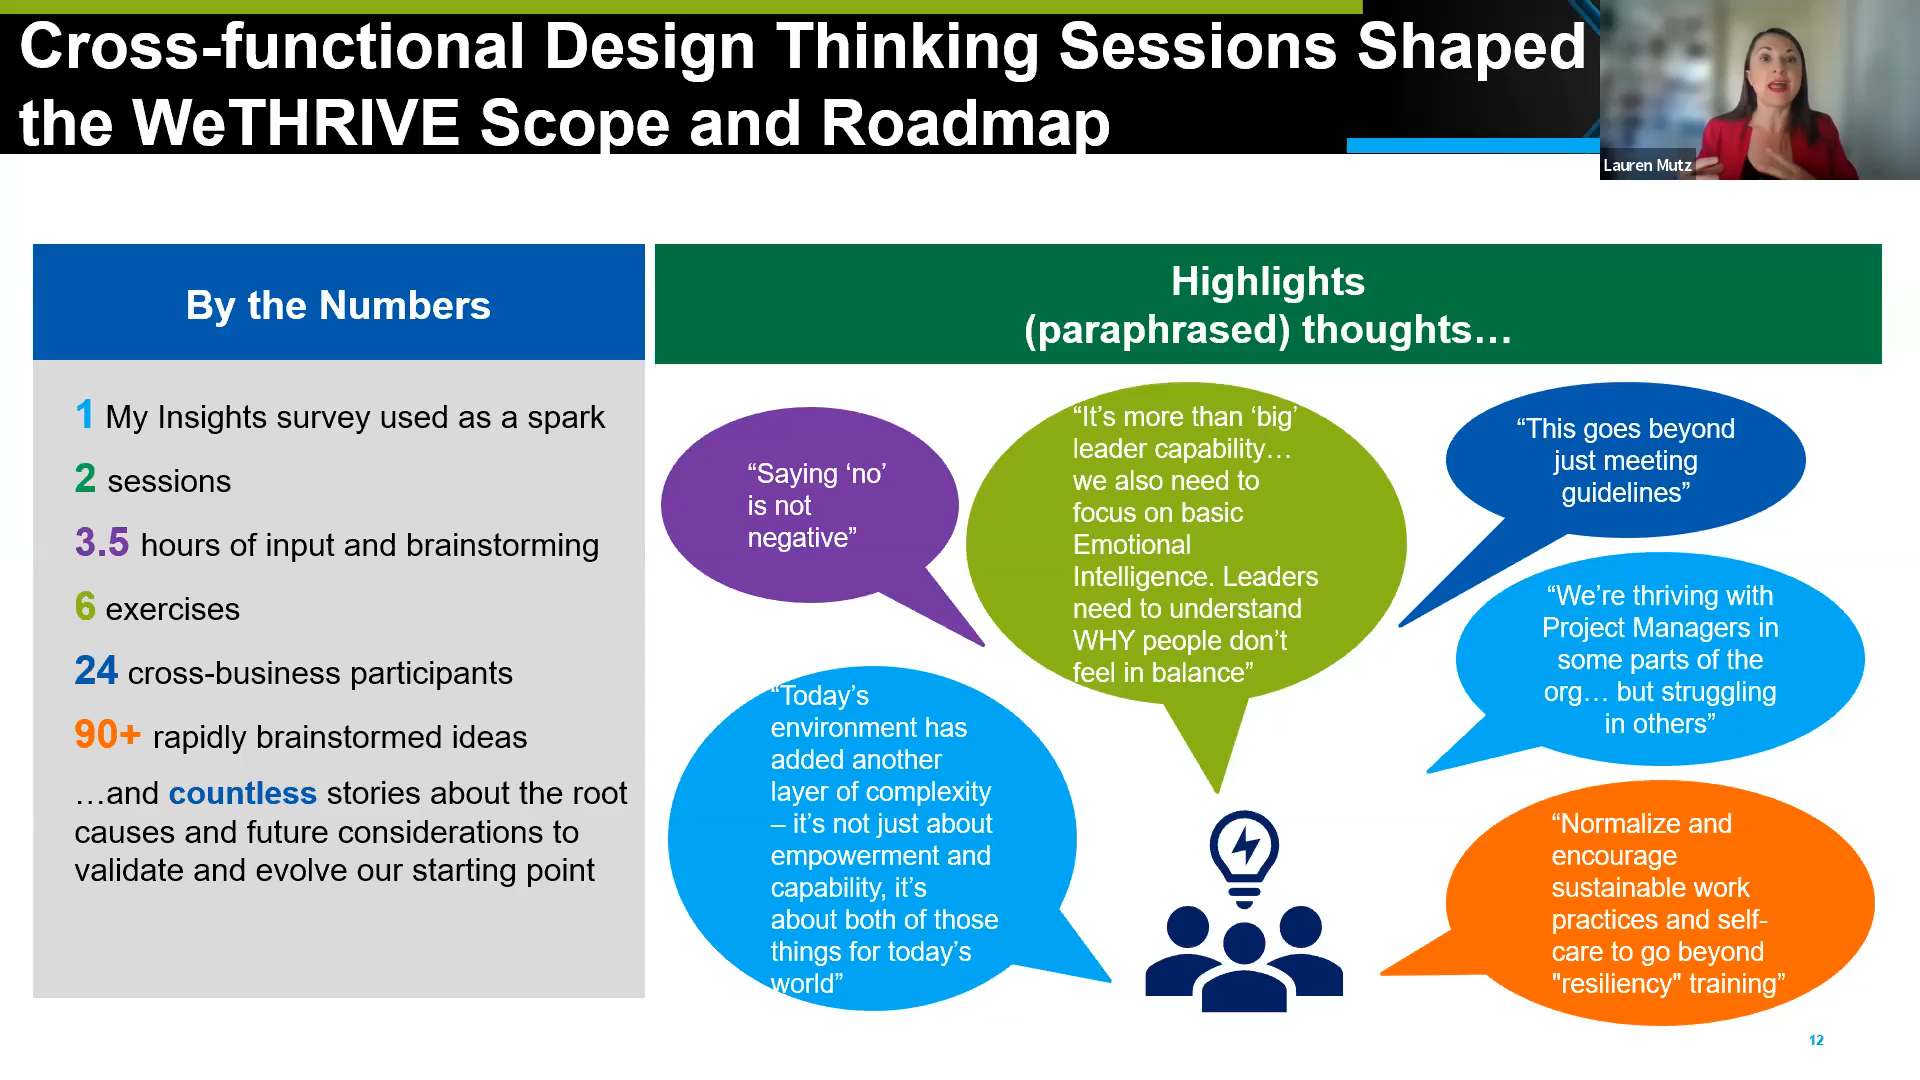 Cross-functional Design Thinking Sessions Shaped
the WeTHRIVE Scope and Roadmap
Lauren Mutz
By the Numbers
1 My Insights survey used as a spark
2 sessions
3.5 hours of input and brainstorming
6 exercises
24 cross-business participants
90+ rapidly brainstormed ideas
…and countless stories about the root
causes and future considerations to
validate and evolve our starting point
Highlights
(paraphrased) thoughts…
“Saying ‘no’
is not
negative”
“It’s more than ‘big’
leader capability…
we also need to
focus on basic
Emotional
Intelligence. Leaders
need to understand
WHY people don’t
feel in balance”
“This goes beyond
just meeting
guidelines”
“We’re thriving with
Project Managers in
some parts of the
org… but struggling
in others”
“Today’s
environment has
added another
layer of complexity
– it’s not just about
empowerment and
capability, it’s
about both of those
things for today’s
world”
“Normalize and
encourage
sustainable work
practices and self-
care to go beyond
"resiliency" training”
12